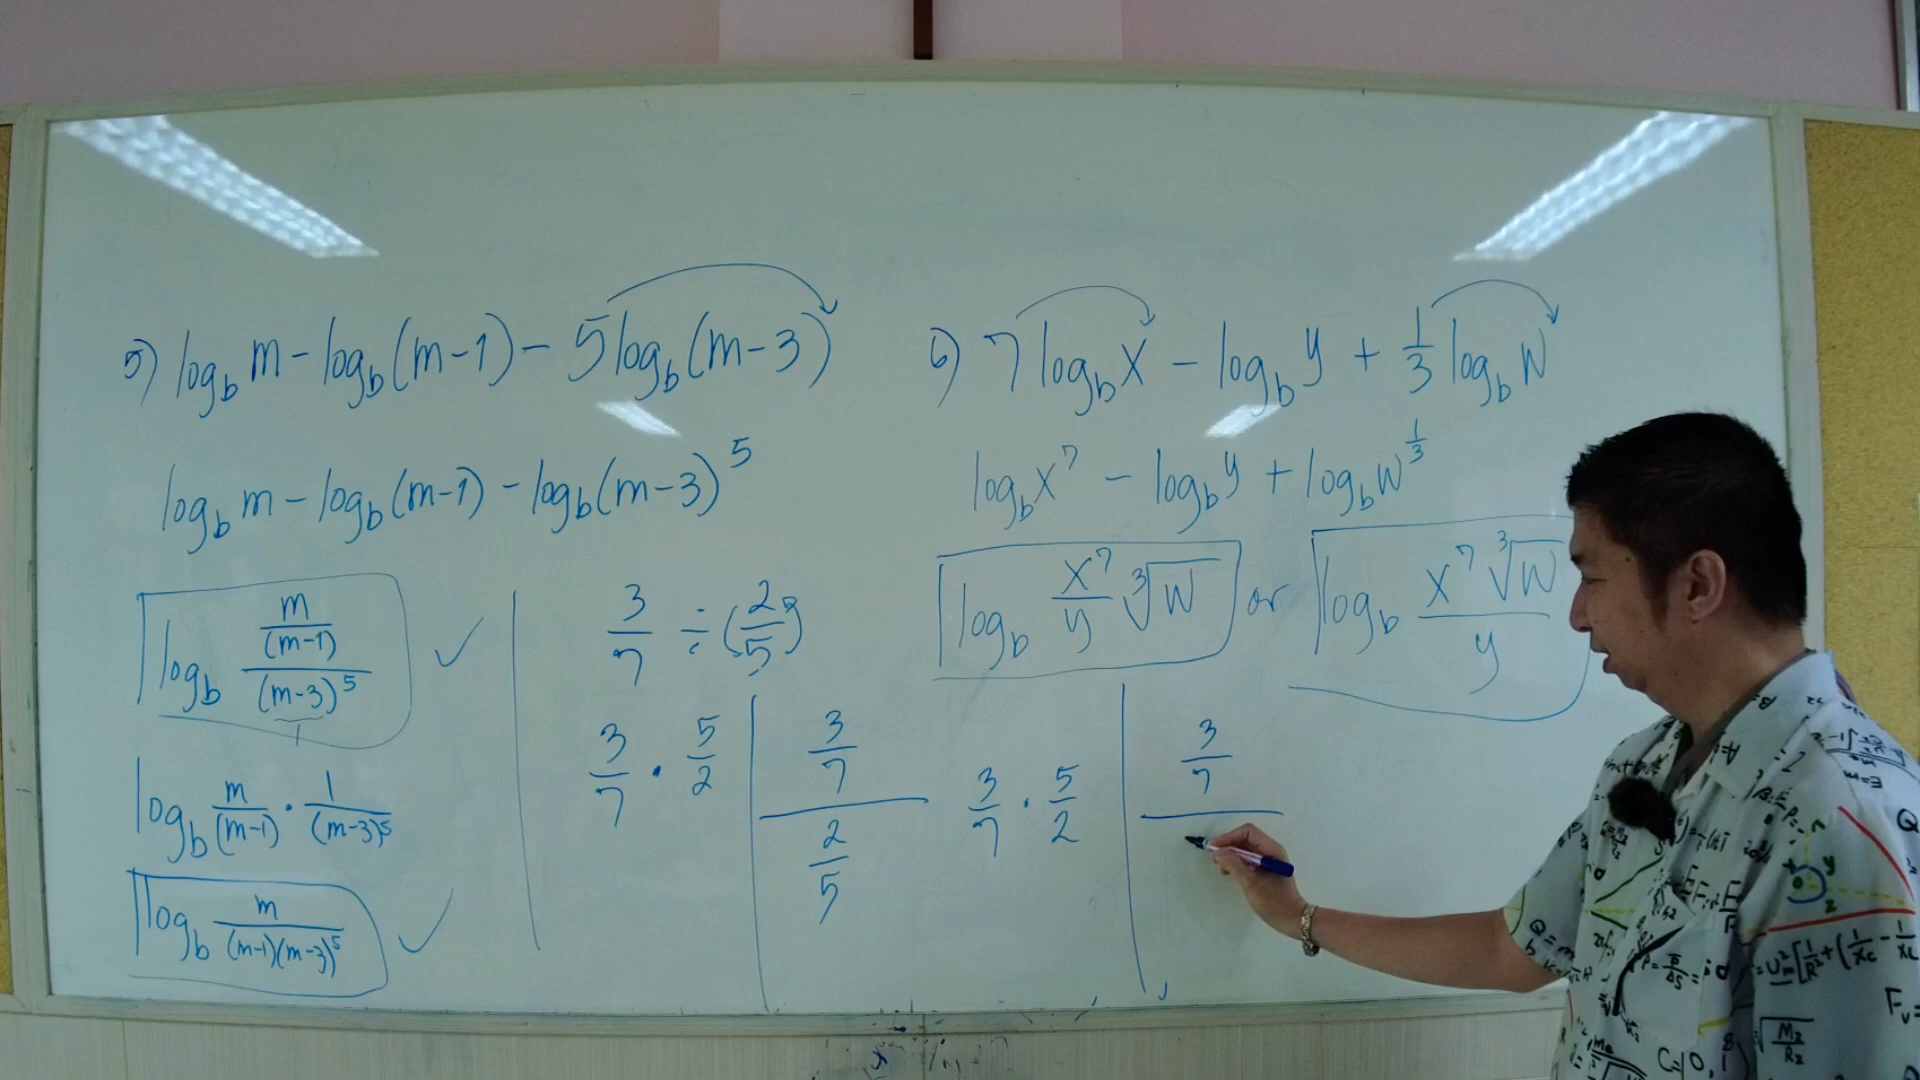 5) log_b m - log_b (m-1) - 5 log_b (m-3)
log_b m - log_b (m-1) - log_b (m-3)^5
log_b ((m/(m-1))/(m-3)^5) ✓
1
log_b m/(m-1) · 1/(m-3)^5
log_b m/((m-1)(m-3)^5) ✓
3/7 ÷ (2/5)
3/7 · 5/2
(3/7)/(2/5)
6) 7 log_b x - log_b y + 1/3 log_b w
log_b x^7 - log_b y + log_b w^(1/3)
log_b x^7/y ∛w or log_b (x^7 ∛w)/y
3/7 · 5/2
3/7